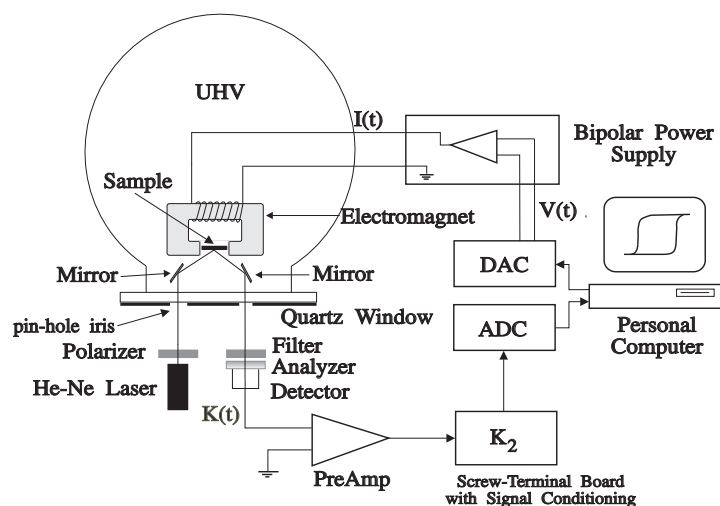 UHV
I(t)
Bipolar Power
Supply
Sample
Electromagnet
V(t)
Mirror
Mirror
DAC
pin-hole iris
Quartz Window
ADC
Personal
Computer
Polarizer
Filter
Analyzer
Detector
He-Ne Laser
K(t)
K2
PreAmp
Screw-Terminal Board
with Signal Conditioning